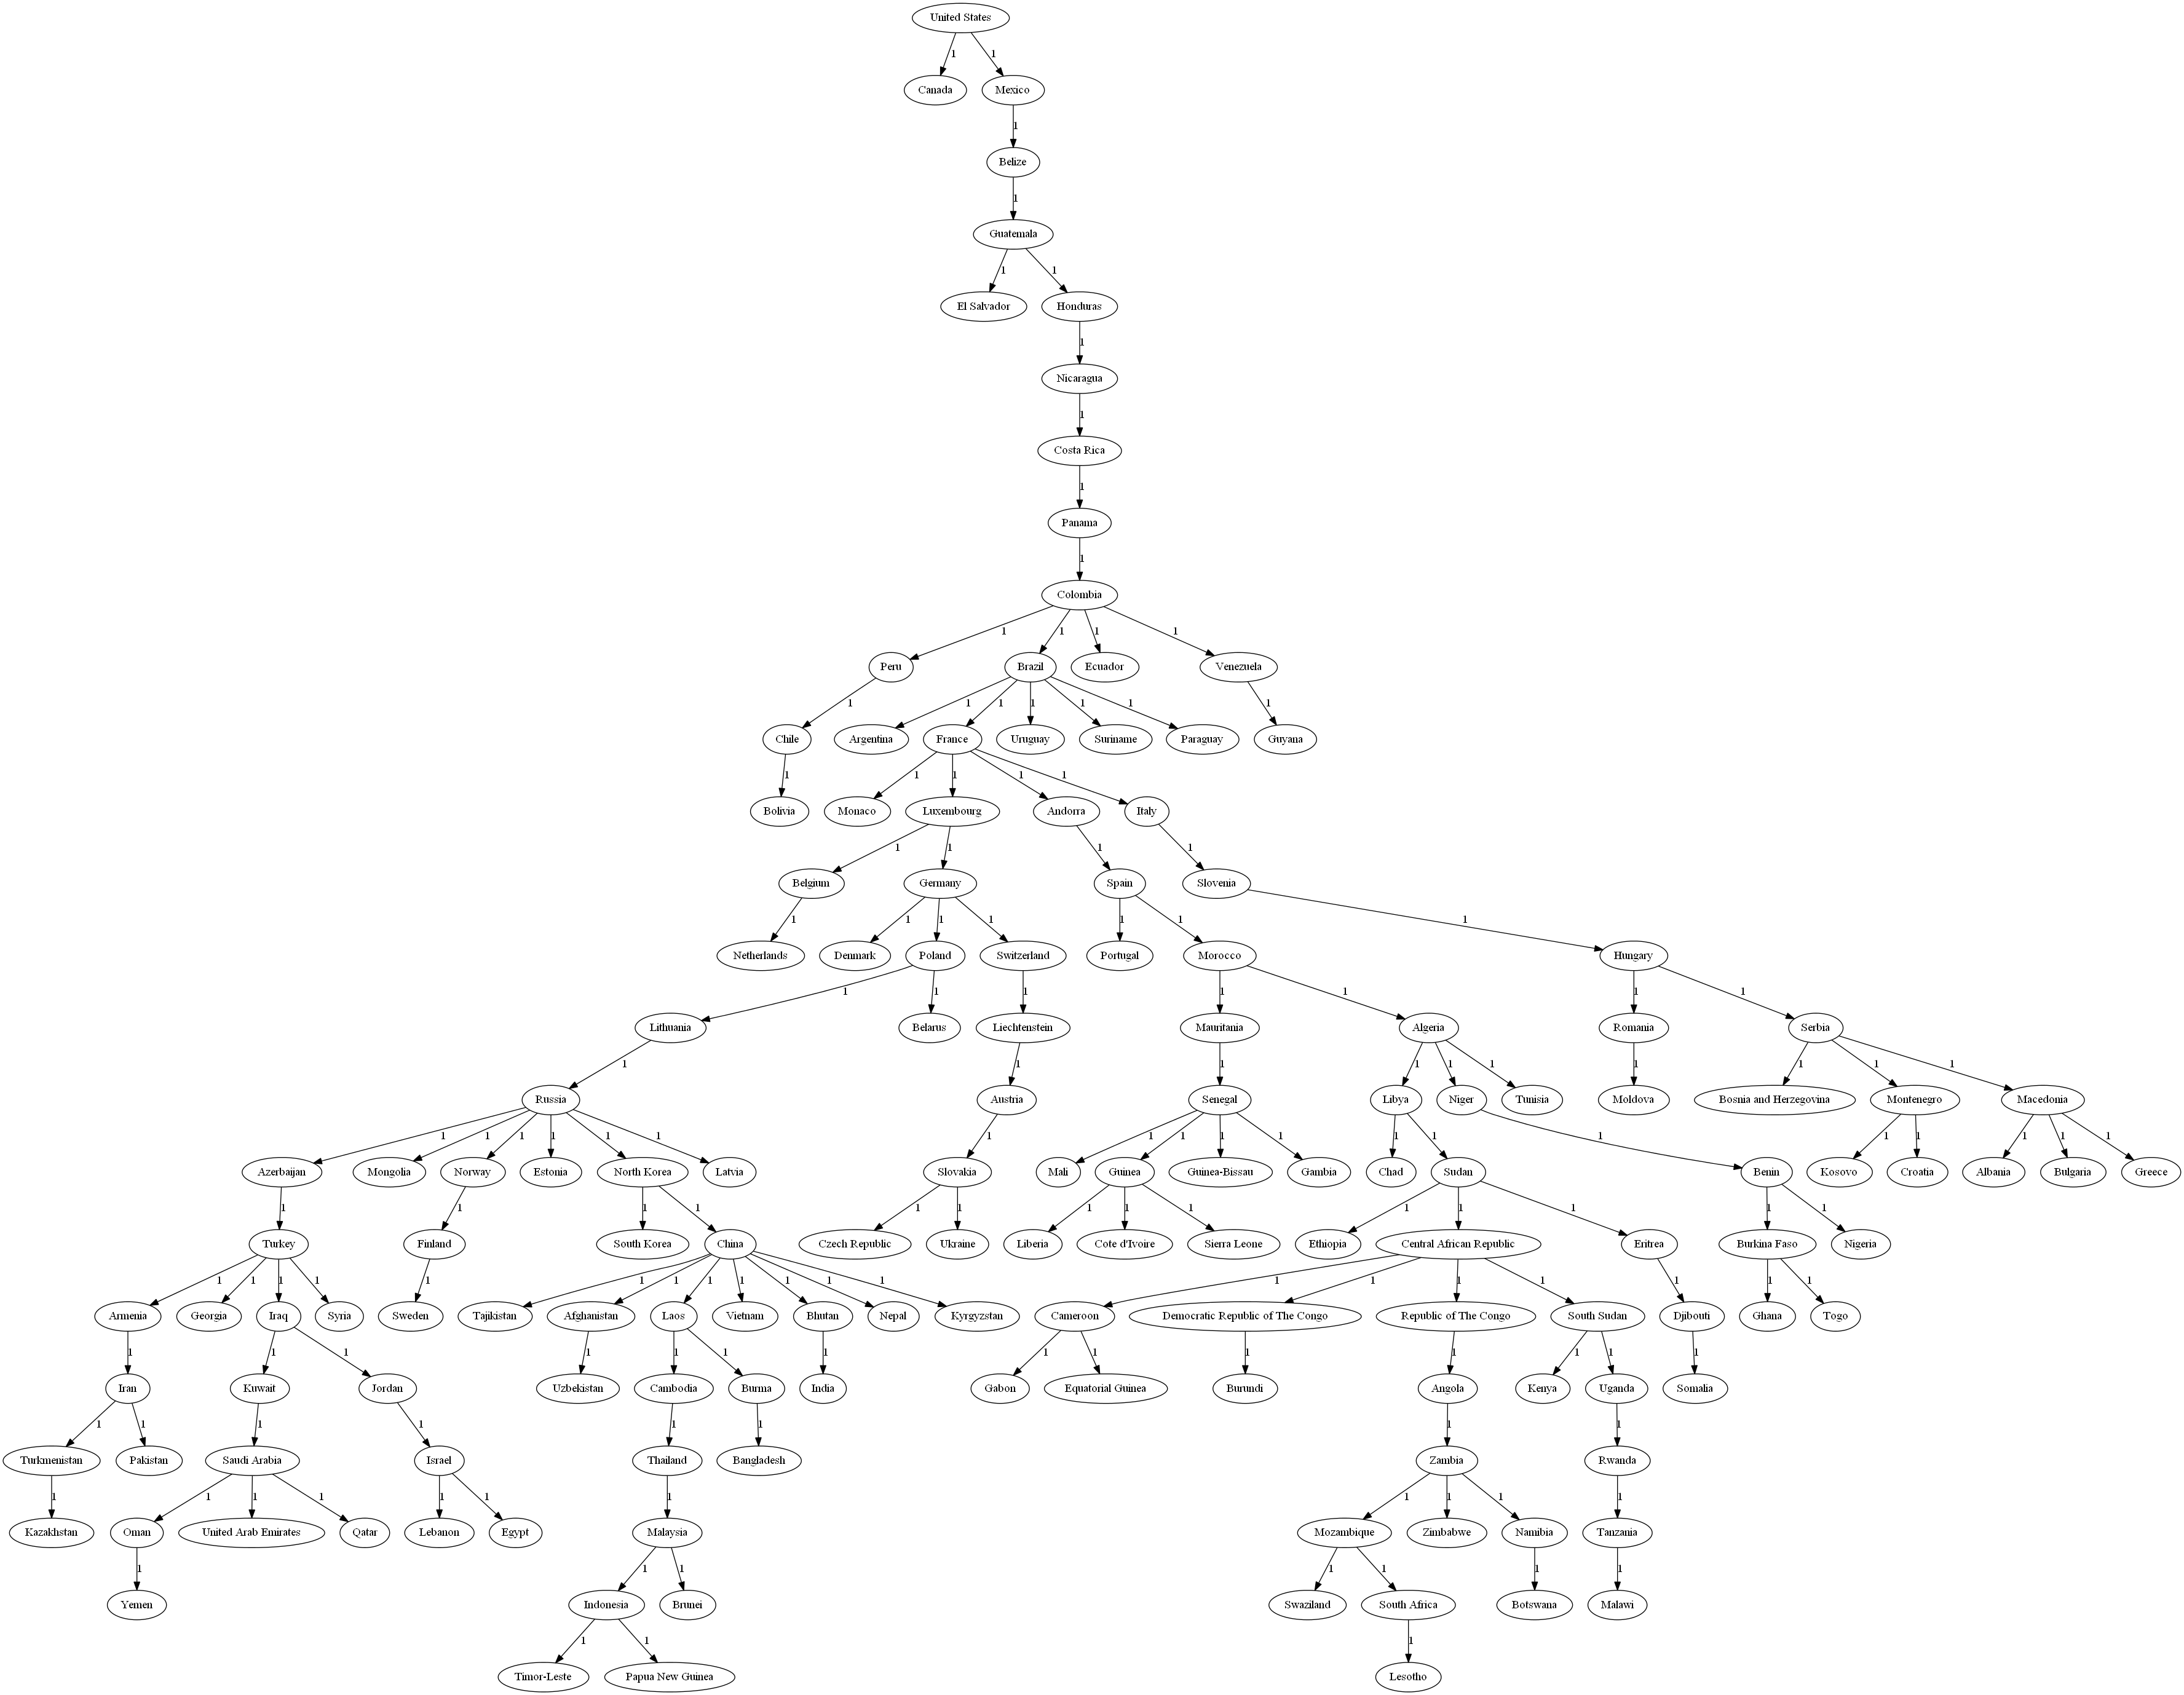 United States
1 1
Canada Mexico
1
Belize
1
Guatemala
1 1
El Salvador Honduras
1
Nicaragua
1
Costa Rica
1
Panama
1
Colombia
1 1 1 1
Peru Brazil Ecuador Venezuela
1 1 1 1 1 1 1
Chile Argentina France Uruguay Suriname Paraguay Guyana
1 1 1 1 1
Bolivia Monaco Luxembourg Andorra Italy
1 1 1 1
Belgium Germany Spain Slovenia
1 1 1 1 1 1 1
Netherlands Denmark Poland Switzerland Portugal Morocco Hungary
1 1 1 1 1 1 1
Lithuania Belarus Liechtenstein Mauritania Algeria Romania Serbia
1 1 1 1 1 1 1 1 1 1
Russia Austria Senegal Libya Niger Tunisia Moldova Bosnia and Herzegovina Montenegro Macedonia
1 1 1 1 1 1 1 1 1 1 1 1 1 1 1 1 1 1 1
Azerbaijan Mongolia Norway Estonia North Korea Latvia Slovakia Mali Guinea Guinea-Bissau Gambia Chad Sudan Benin Kosovo Croatia Albania Bulgaria Greece
1 1 1 1 1 1 1 1 1 1 1 1 1 1
Turkey Finland South Korea China Czech Republic Ukraine Liberia Cote d'Ivoire Sierra Leone Ethiopia Central African Republic Eritrea Burkina Faso Nigeria
1 1 1 1 1 1 1 1 1 1 1 1 1 1 1 1 1 1 1
Armenia Georgia Iraq Syria Sweden Tajikistan Afghanistan Laos Vietnam Bhutan Nepal Kyrgyzstan Cameroon Democratic Republic of The Congo Republic of The Congo South Sudan Djibouti Ghana Togo
1 1 1 1 1 1 1 1 1 1 1 1 1 1
Iran Kuwait Jordan Uzbekistan Cambodia Burma India Gabon Equatorial Guinea Burundi Angola Kenya Uganda Somalia
1 1 1 1 1 1 1 1
Turkmenistan Pakistan Saudi Arabia Israel Thailand Bangladesh Zambia Rwanda
1 1 1 1 1 1 1 1 1 1 1
Kazakhstan Oman United Arab Emirates Qatar Lebanon Egypt Malaysia Mozambique Zimbabwe Namibia Tanzania
1 1 1 1 1 1 1
Yemen Indonesia Brunei Swaziland South Africa Botswana Malawi
1 1 1
Timor-Leste Papua New Guinea Lesotho